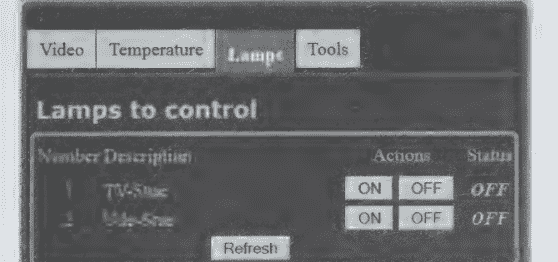 Video Temperature Lamps Tools
Lamps to control
Number Description Actions Status
1 ON OFF OFF
ON OFF OFF
Refresh